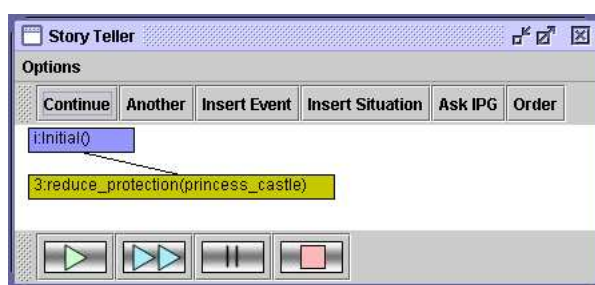 Story Teller
Options
Continue Another Insert Event Insert Situation Ask IPG Order
i:Initial()
3:reduce_protection(princess_castle)